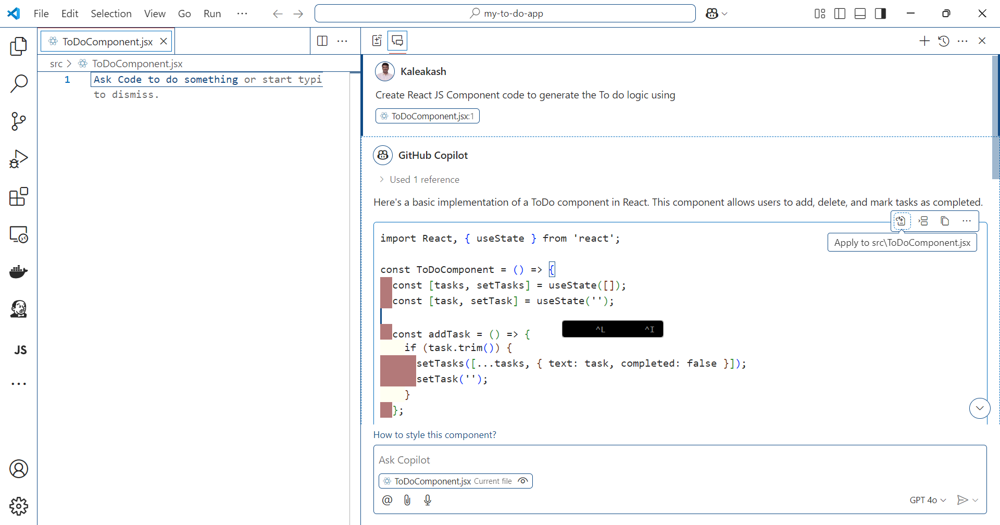 File Edit Selection View Go Run ··· my-to-do-app
ToDoComponent.jsx
src > ToDoComponent.jsx
1 Ask Code to do something or start typi
to dismiss.
JS
Kaleakash
Create React JS Component code to generate the To do logic using
ToDoComponent.jsx:1
GitHub Copilot
> Used 1 reference
Here's a basic implementation of a ToDo component in React. This component allows users to add, delete, and mark tasks as completed.
Apply to src\ToDoComponent.jsx
import React, { useState } from 'react';
const ToDoComponent = () => {
const [tasks, setTasks] = useState([]);
const [task, setTask] = useState('');
^L ^I
const addTask = () => {
if (task.trim()) {
setTasks([...tasks, { text: task, completed: false }]);
setTask('');
}
};
How to style this component?
Ask Copilot
ToDoComponent.jsx Current file
@ GPT 4o